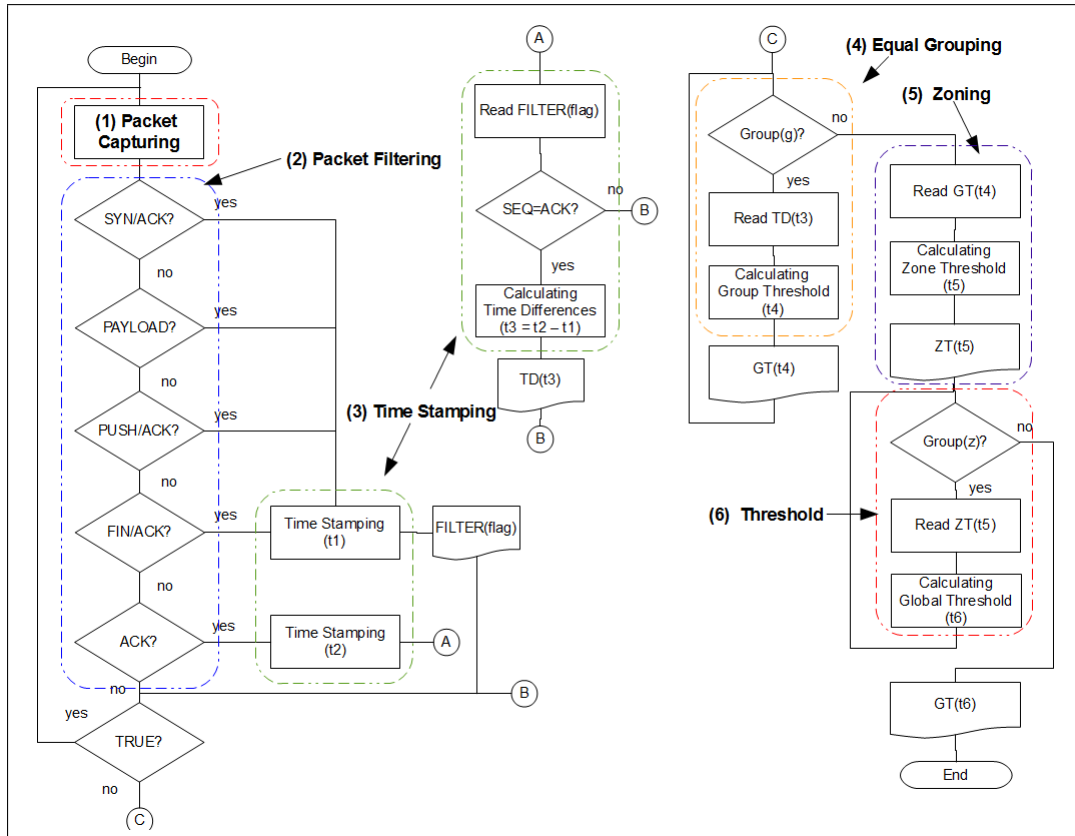 Begin
(1) Packet
Capturing
(2) Packet Filtering
SYN/ACK?
yes
no
PAYLOAD?
yes
no
PUSH/ACK?
yes
no
FIN/ACK?
yes
no
Time Stamping
(t1)
FILTER(flag)
ACK?
yes
no
Time Stamping
(t2)
A
B
TRUE?
yes
no
C
A
Read FILTER(flag)
SEQ=ACK?
no
B
yes
Calculating
Time Differences
(t3 = t2 – t1)
TD(t3)
B
(3) Time Stamping
C
(4) Equal Grouping
Group(g)?
no
yes
Read TD(t3)
Calculating
Group Threshold
(t4)
GT(t4)
(5) Zoning
Read GT(t4)
Calculating
Zone Threshold
(t5)
ZT(t5)
Group(z)?
no
yes
(6) Threshold
Read ZT(t5)
Calculating
Global Threshold
(t6)
GT(t6)
End